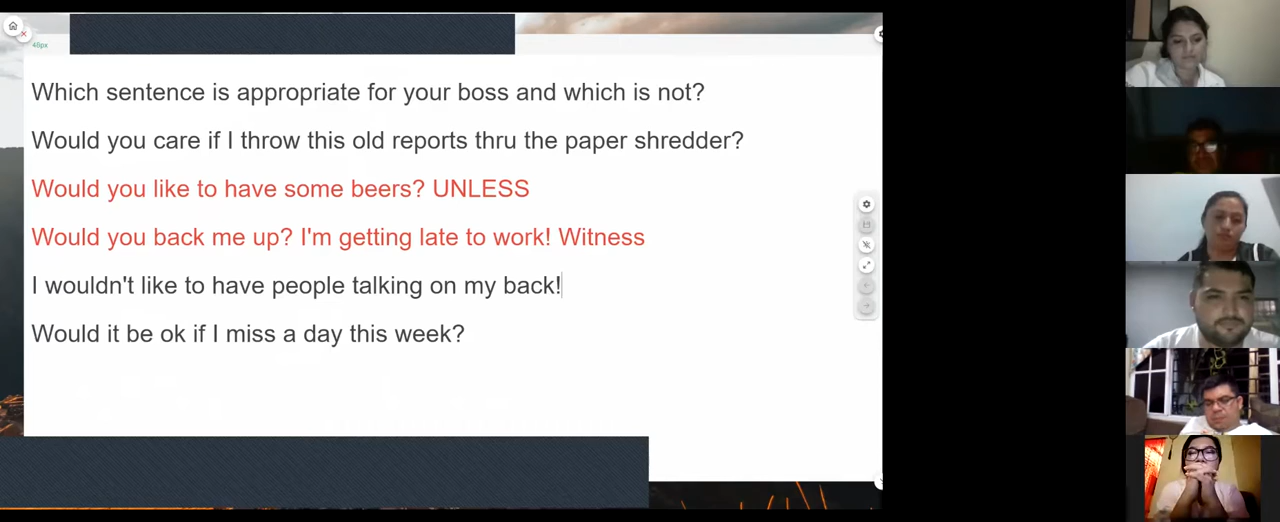 46px
Which sentence is appropriate for your boss and which is not?
Would you care if I throw this old reports thru the paper shredder?
Would you like to have some beers? UNLESS
Would you back me up? I'm getting late to work! Witness
I wouldn't like to have people talking on my back!
Would it be ok if I miss a day this week?